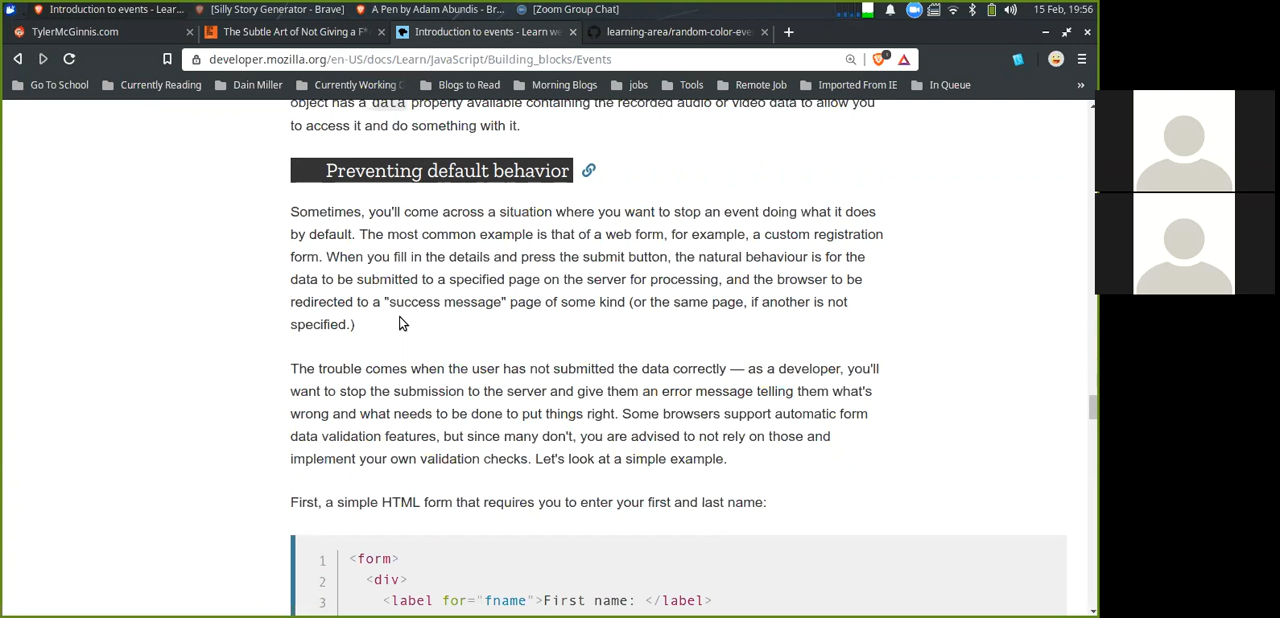 Introduction to events - Lear... [Silly Story Generator - Brave] A Pen by Adam Abundis - Br... [Zoom Group Chat] 15 Feb, 19:56
TylerMcGinnis.com × The Subtle Art of Not Giving a F* × Introduction to events - Learn we × learning-area/random-color-eve × +
developer.mozilla.org/en-US/docs/Learn/JavaScript/Building_blocks/Events 1
Go To School Currently Reading Dain Miller Currently Working Blogs to Read Morning Blogs jobs Tools Remote Job Imported From IE In Queue »
object has a data property available containing the recorded audio or video data to allow you
to access it and do something with it.
Preventing default behavior
Sometimes, you'll come across a situation where you want to stop an event doing what it does
by default. The most common example is that of a web form, for example, a custom registration
form. When you fill in the details and press the submit button, the natural behaviour is for the
data to be submitted to a specified page on the server for processing, and the browser to be
redirected to a "success message" page of some kind (or the same page, if another is not
specified.)
The trouble comes when the user has not submitted the data correctly — as a developer, you'll
want to stop the submission to the server and give them an error message telling them what's
wrong and what needs to be done to put things right. Some browsers support automatic form
data validation features, but since many don't, you are advised to not rely on those and
implement your own validation checks. Let's look at a simple example.
First, a simple HTML form that requires you to enter your first and last name:
1 <form>
2 <div>
3 <label for="fname">First name: </label>